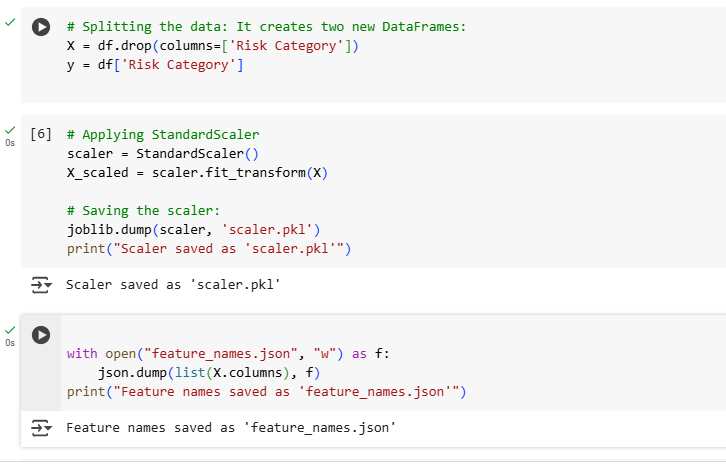 # Splitting the data: It creates two new DataFrames:
X = df.drop(columns=['Risk Category'])
y = df['Risk Category']
[6]
0s
# Applying StandardScaler
scaler = StandardScaler()
X_scaled = scaler.fit_transform(X)
# Saving the scaler:
joblib.dump(scaler, 'scaler.pkl')
print("Scaler saved as 'scaler.pkl'")
Scaler saved as 'scaler.pkl'
0s
with open("feature_names.json", "w") as f:
    json.dump(list(X.columns), f)
print("Feature names saved as 'feature_names.json'")
Feature names saved as 'feature_names.json'